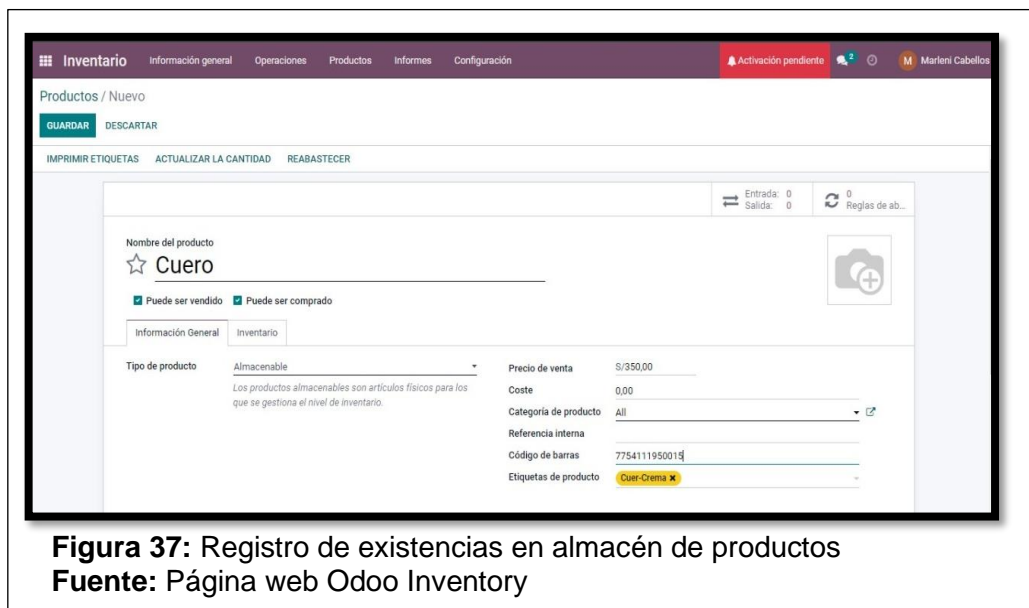 Inventario Información general Operaciones Productos Informes Configuración Activación pendiente 2 M Marleni Cabellos
Productos / Nuevo
GUARDAR DESCARTAR
IMPRIMIR ETIQUETAS ACTUALIZAR LA CANTIDAD REABASTECER
Entrada: 0
Salida: 0
0
Reglas de ab...
Nombre del producto
Cuero
Puede ser vendido Puede ser comprado
Información General Inventario
Tipo de producto Almacenable
Los productos almacenables son artículos físicos para los
que se gestiona el nivel de inventario.
Precio de venta S/350,00
Coste 0,00
Categoría de producto All
Referencia interna
Código de barras 7754111950015
Etiquetas de producto Cuer-Crema ×
Figura 37: Registro de existencias en almacén de productos
Fuente: Página web Odoo Inventory